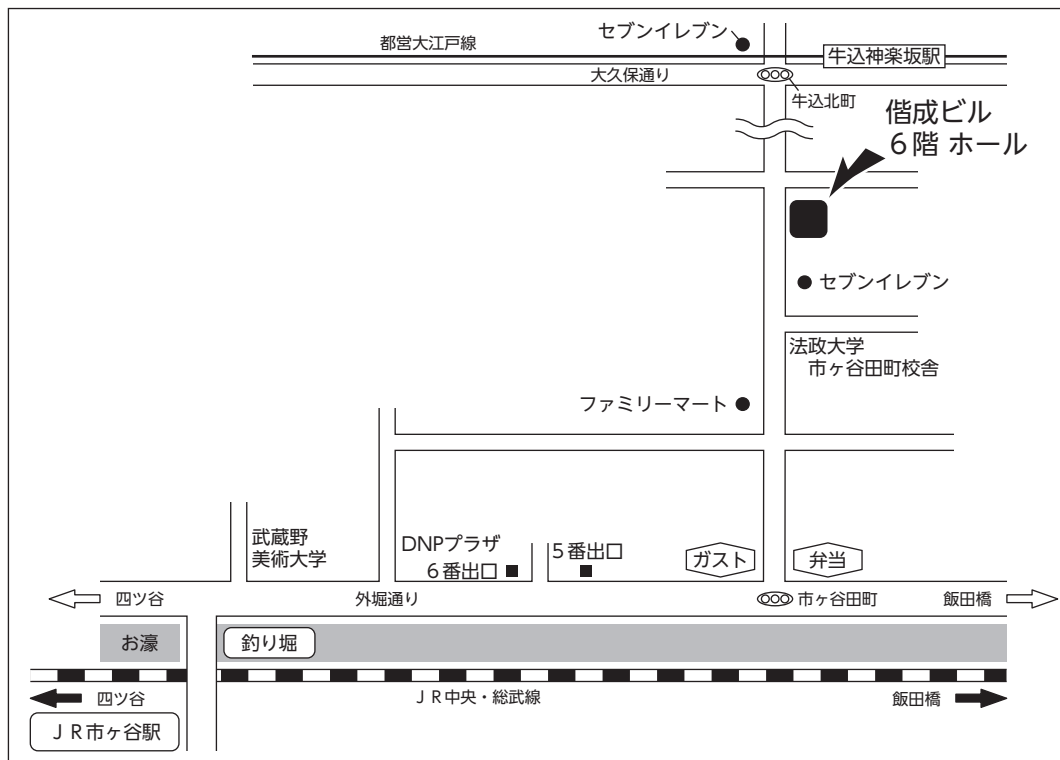 セブンイレブン
都営大江戸線
牛込神楽坂駅
大久保通り
牛込北町
偕成ビル
6階 ホール
セブンイレブン
法政大学
市ヶ谷田町校舎
ファミリーマート
武蔵野
美術大学
DNPプラザ
6番出口
5番出口
ガスト
弁当
四ツ谷
外堀通り
市ヶ谷田町
飯田橋
お濠
釣り堀
四ツ谷
JR中央・総武線
飯田橋
JR市ヶ谷駅